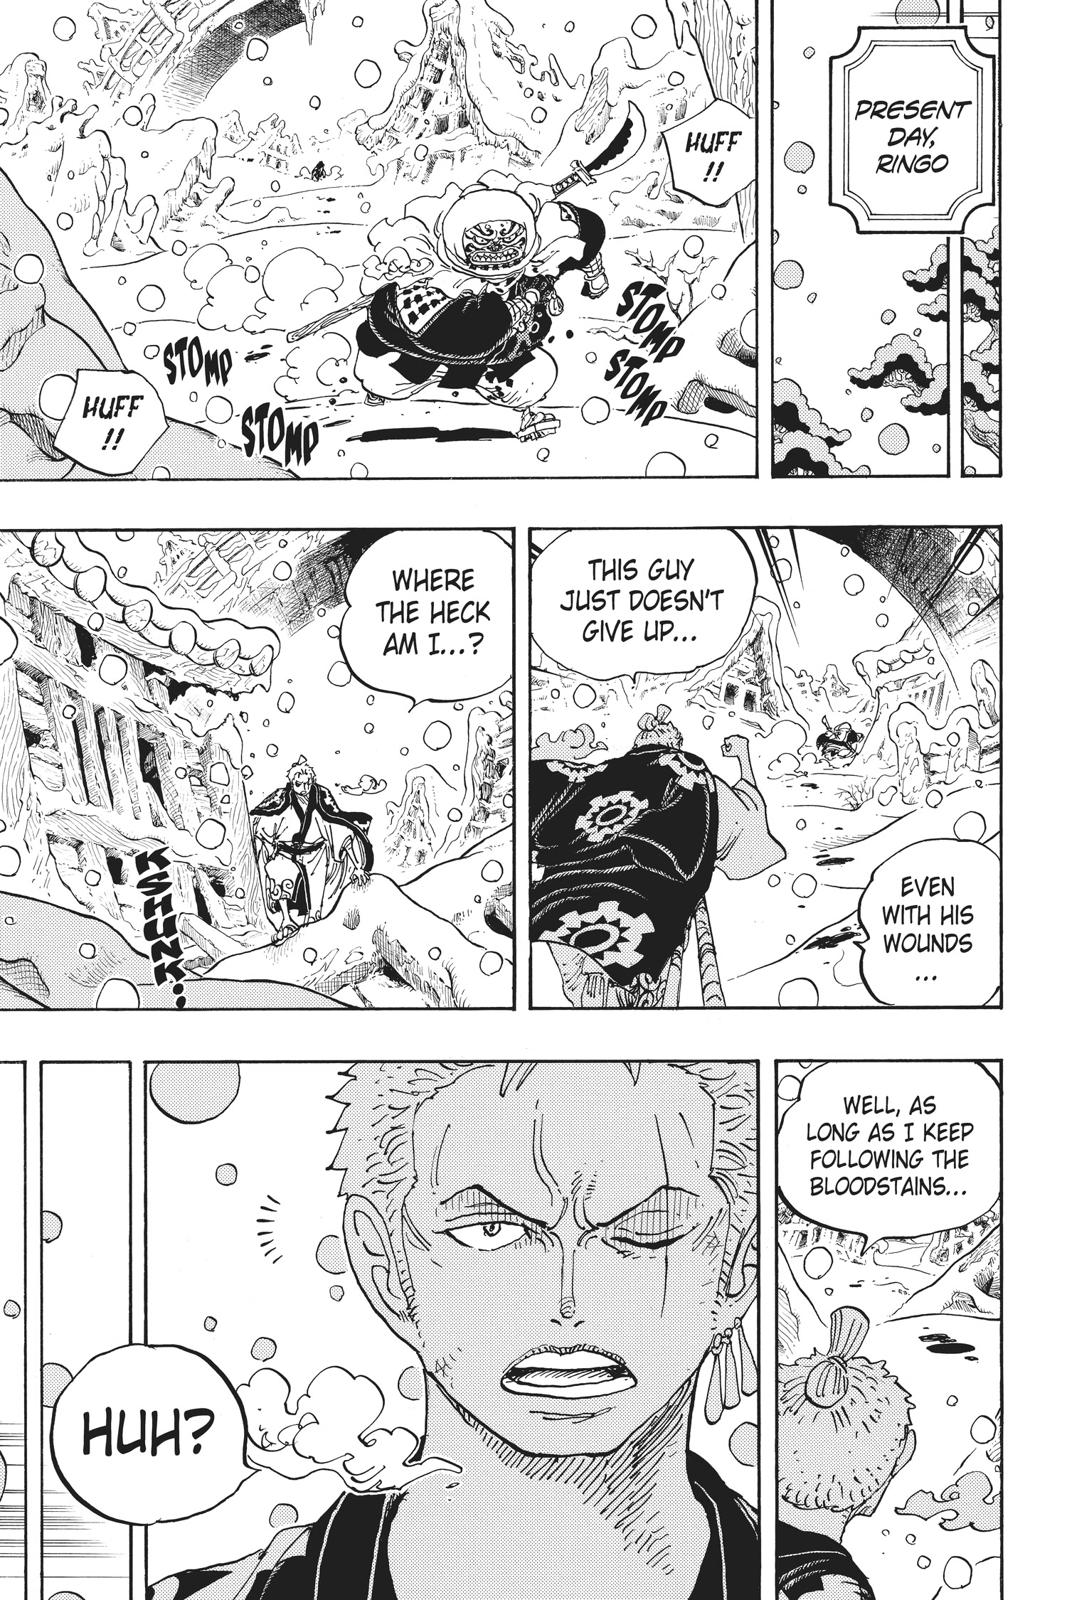 PRESENT
DAY,
RINGO
HUFF
!!
STOMP
STOMP
STOMP
STOMP
HUFF
!!
THIS GUY
JUST DOESN'T
GIVE UP...
EVEN
WITH HIS
WOUNDS
...
WHERE
THE HECK
AM I...?
KSHUNK..
WELL, AS
LONG AS I KEEP
FOLLOWING THE
BLOODSTAINS...
HUH?